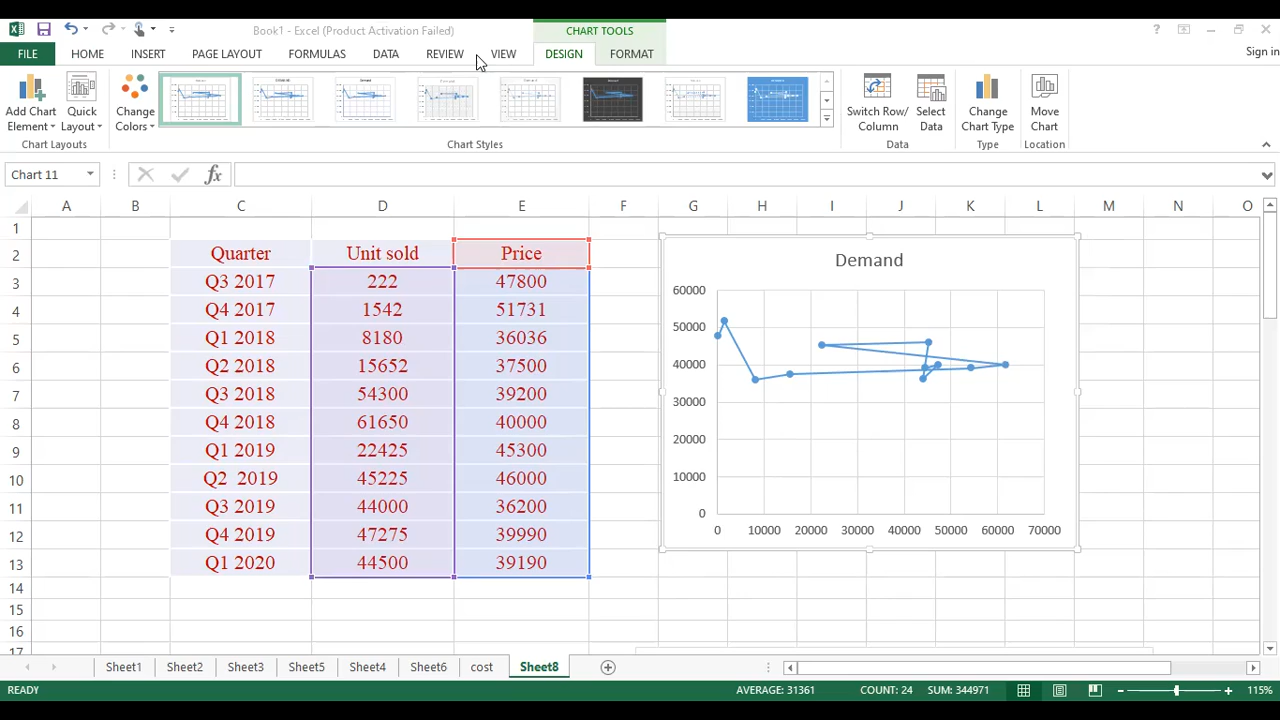 Book1 - Excel (Product Activation Failed)
CHART TOOLS
FILE HOME INSERT PAGE LAYOUT FORMULAS DATA REVIEW VIEW DESIGN FORMAT Sign in
Add Chart Element
Quick Layout
Change Colors
Switch Row/ Column
Select Data
Change Chart Type
Move Chart
Chart Layouts Chart Styles Data Type Location
Chart 11 fx
A B C D E F G H I J K L M N O
1
2 Quarter Unit sold Price
3 Q3 2017 222 47800
4 Q4 2017 1542 51731
5 Q1 2018 8180 36036
6 Q2 2018 15652 37500
7 Q3 2018 54300 39200
8 Q4 2018 61650 40000
9 Q1 2019 22425 45300
10 Q2  2019 45225 46000
11 Q3 2019 44000 36200
12 Q4 2019 47275 39990
13 Q1 2020 44500 39190
14
15
16
17
Demand
60000
50000
40000
30000
20000
10000
0
0 10000 20000 30000 40000 50000 60000 70000
Sheet1 Sheet2 Sheet3 Sheet5 Sheet4 Sheet6 cost Sheet8
READY AVERAGE: 31361 COUNT: 24 SUM: 344971 115%